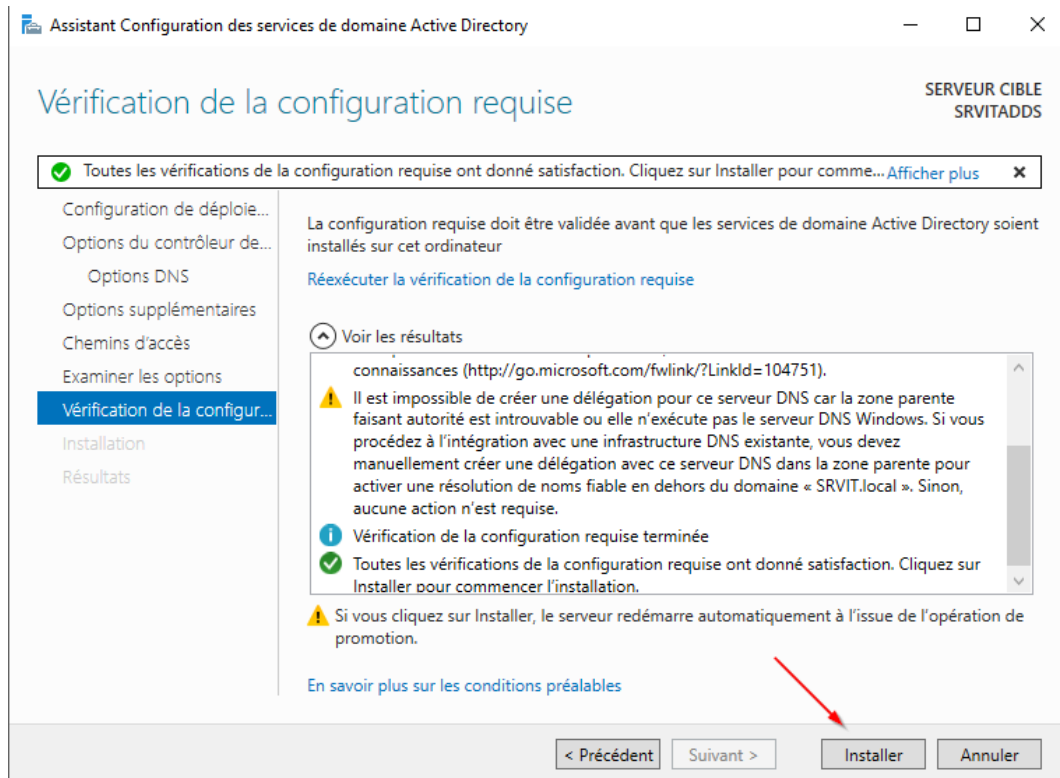 Assistant Configuration des services de domaine Active Directory
Vérification de la configuration requise
SERVEUR CIBLE
SRVITADDS
Toutes les vérifications de la configuration requise ont donné satisfaction. Cliquez sur Installer pour comme... Afficher plus
Configuration de déploie...
Options du contrôleur de...
Options DNS
Options supplémentaires
Chemins d'accès
Examiner les options
Vérification de la configur...
Installation
Résultats
La configuration requise doit être validée avant que les services de domaine Active Directory soient
installés sur cet ordinateur
Réexécuter la vérification de la configuration requise
Voir les résultats
connaissances (http://go.microsoft.com/fwlink/?LinkId=104751).
Il est impossible de créer une délégation pour ce serveur DNS car la zone parente
faisant autorité est introuvable ou elle n'exécute pas le serveur DNS Windows. Si vous
procédez à l'intégration avec une infrastructure DNS existante, vous devez
manuellement créer une délégation avec ce serveur DNS dans la zone parente pour
activer une résolution de noms fiable en dehors du domaine « SRVIT.local ». Sinon,
aucune action n'est requise.
Vérification de la configuration requise terminée
Toutes les vérifications de la configuration requise ont donné satisfaction. Cliquez sur
Installer pour commencer l'installation.
Si vous cliquez sur Installer, le serveur redémarre automatiquement à l'issue de l'opération de
promotion.
En savoir plus sur les conditions préalables
< Précédent
Suivant >
Installer
Annuler